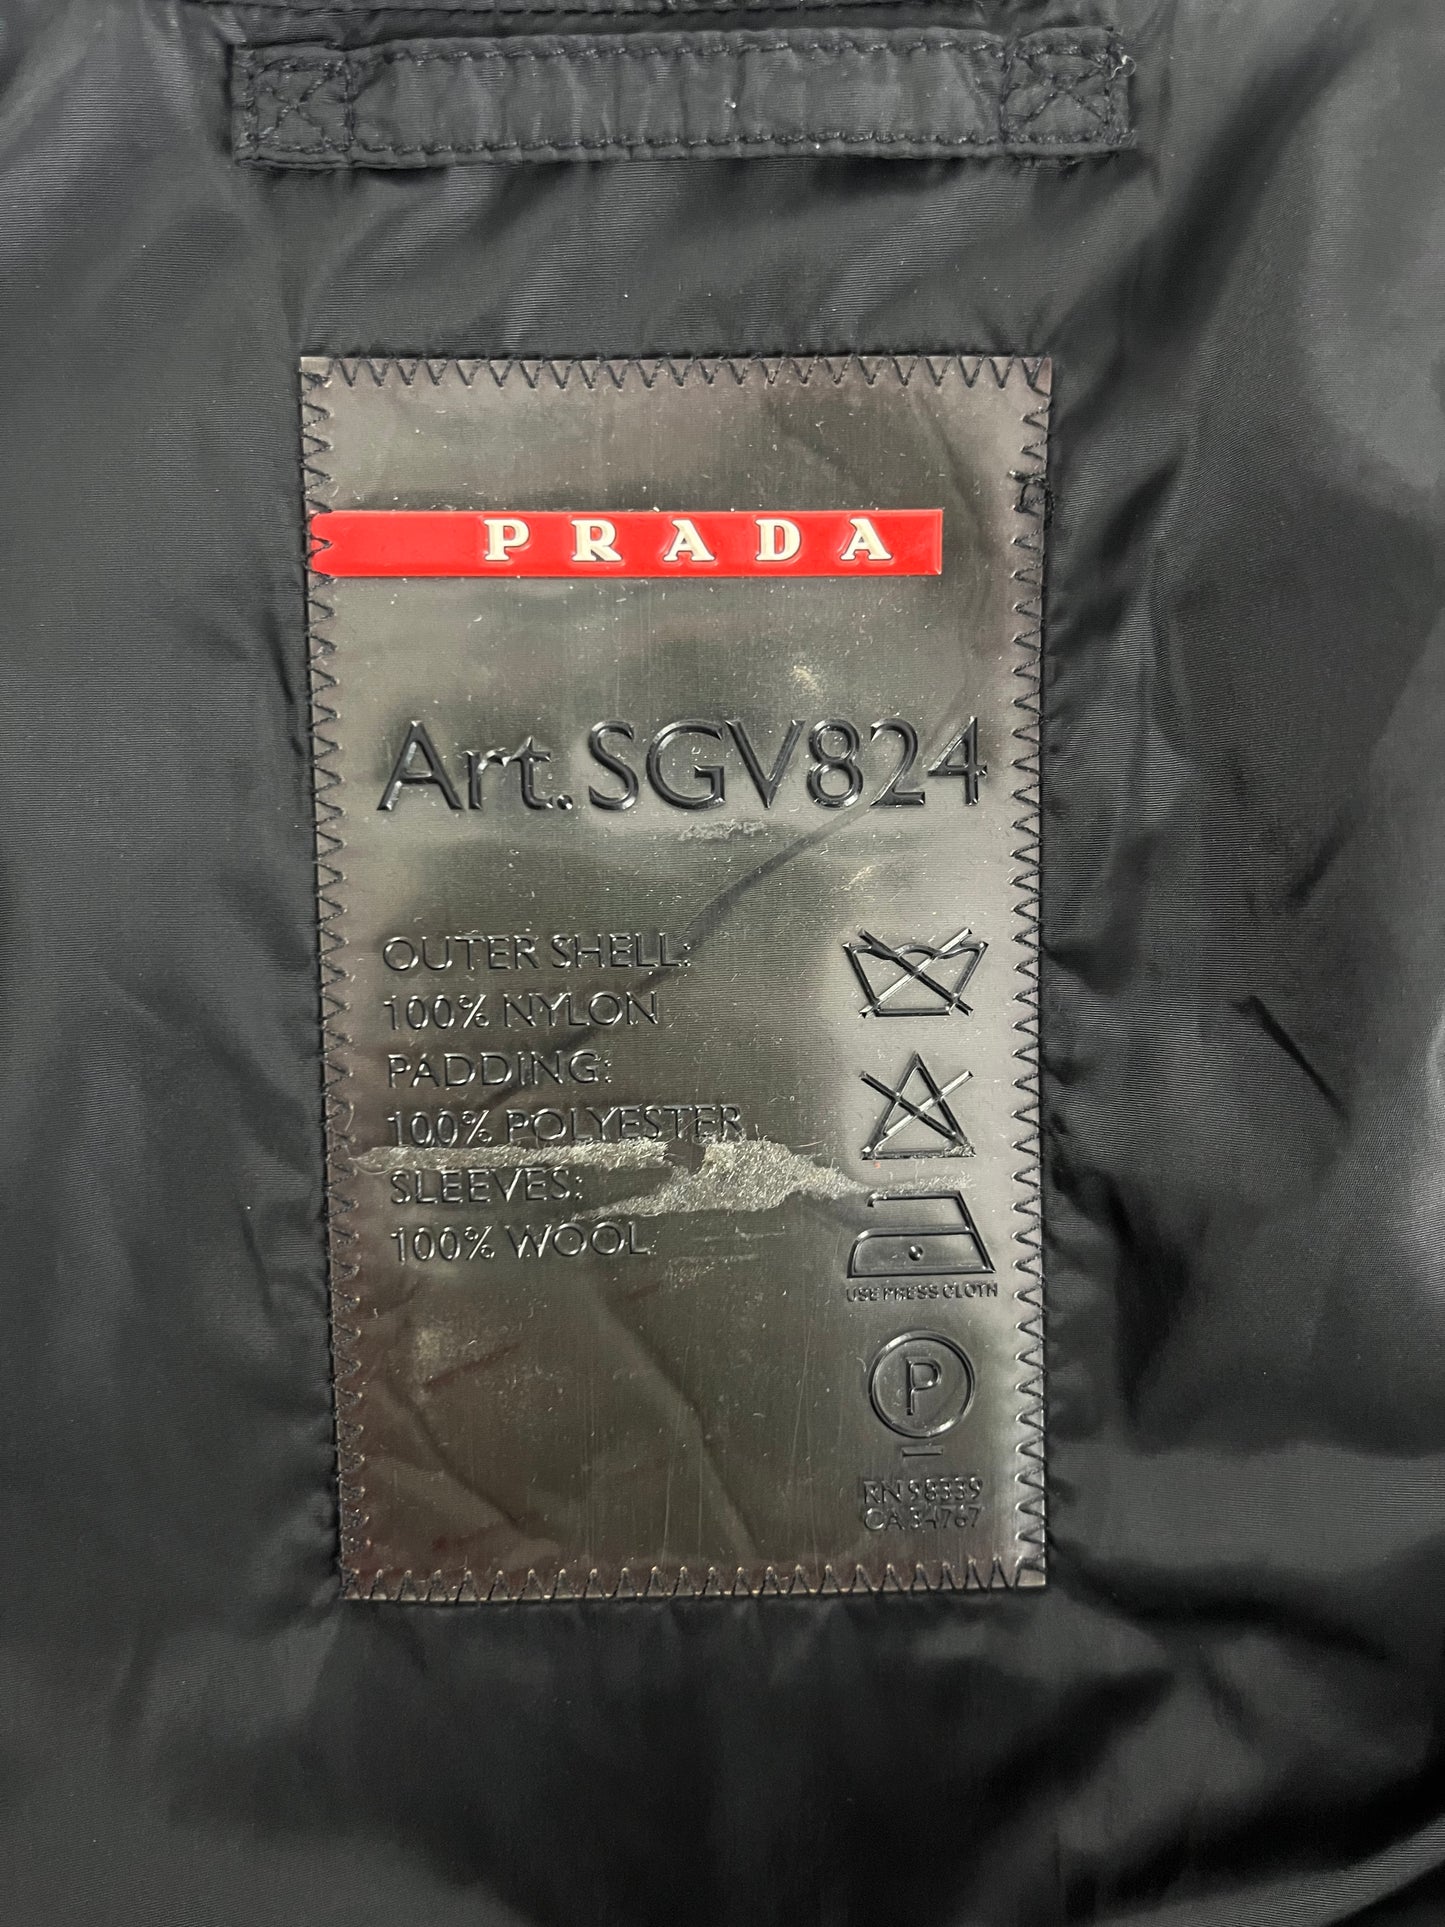 PRADA
Art.SGV824
OUTER SHELL:
100% NYLON
PADDING:
100% POLYESTER
SLEEVES:
100% WOOL
USE PRESS CLOTH
P
RN 98339
CA 34767